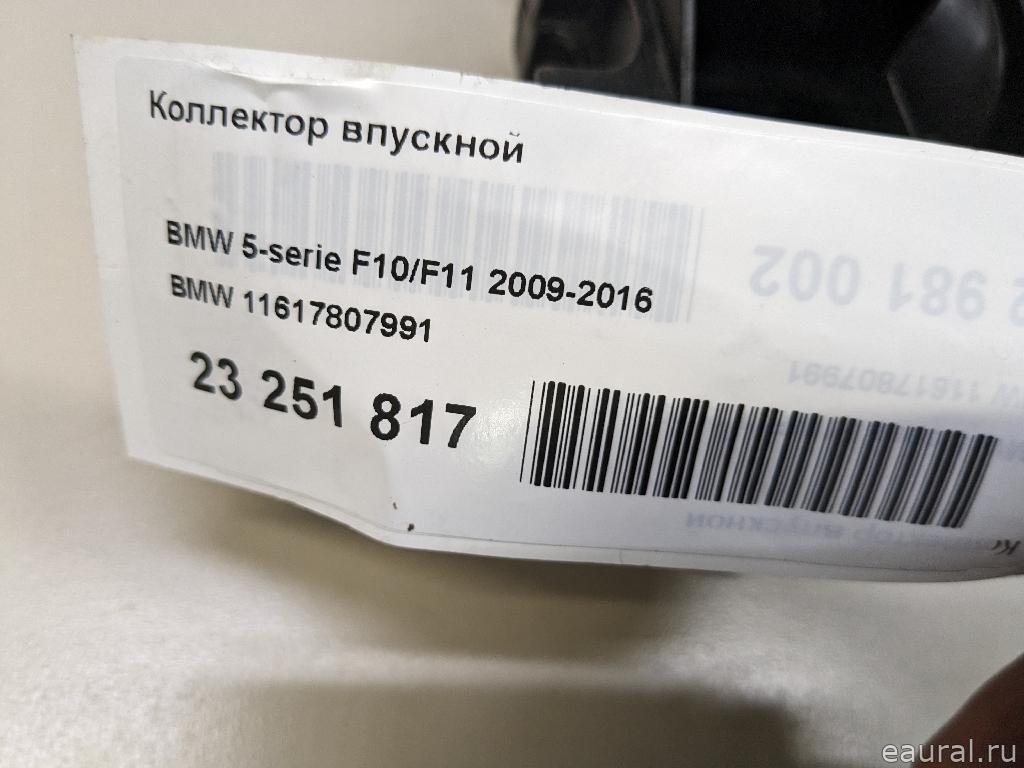 Коллектор впускной
BMW 5-serie F10/F11 2009-2016
BMW 11617807991
23 251 817
2 981 002
W 11617807991
eaural.ru